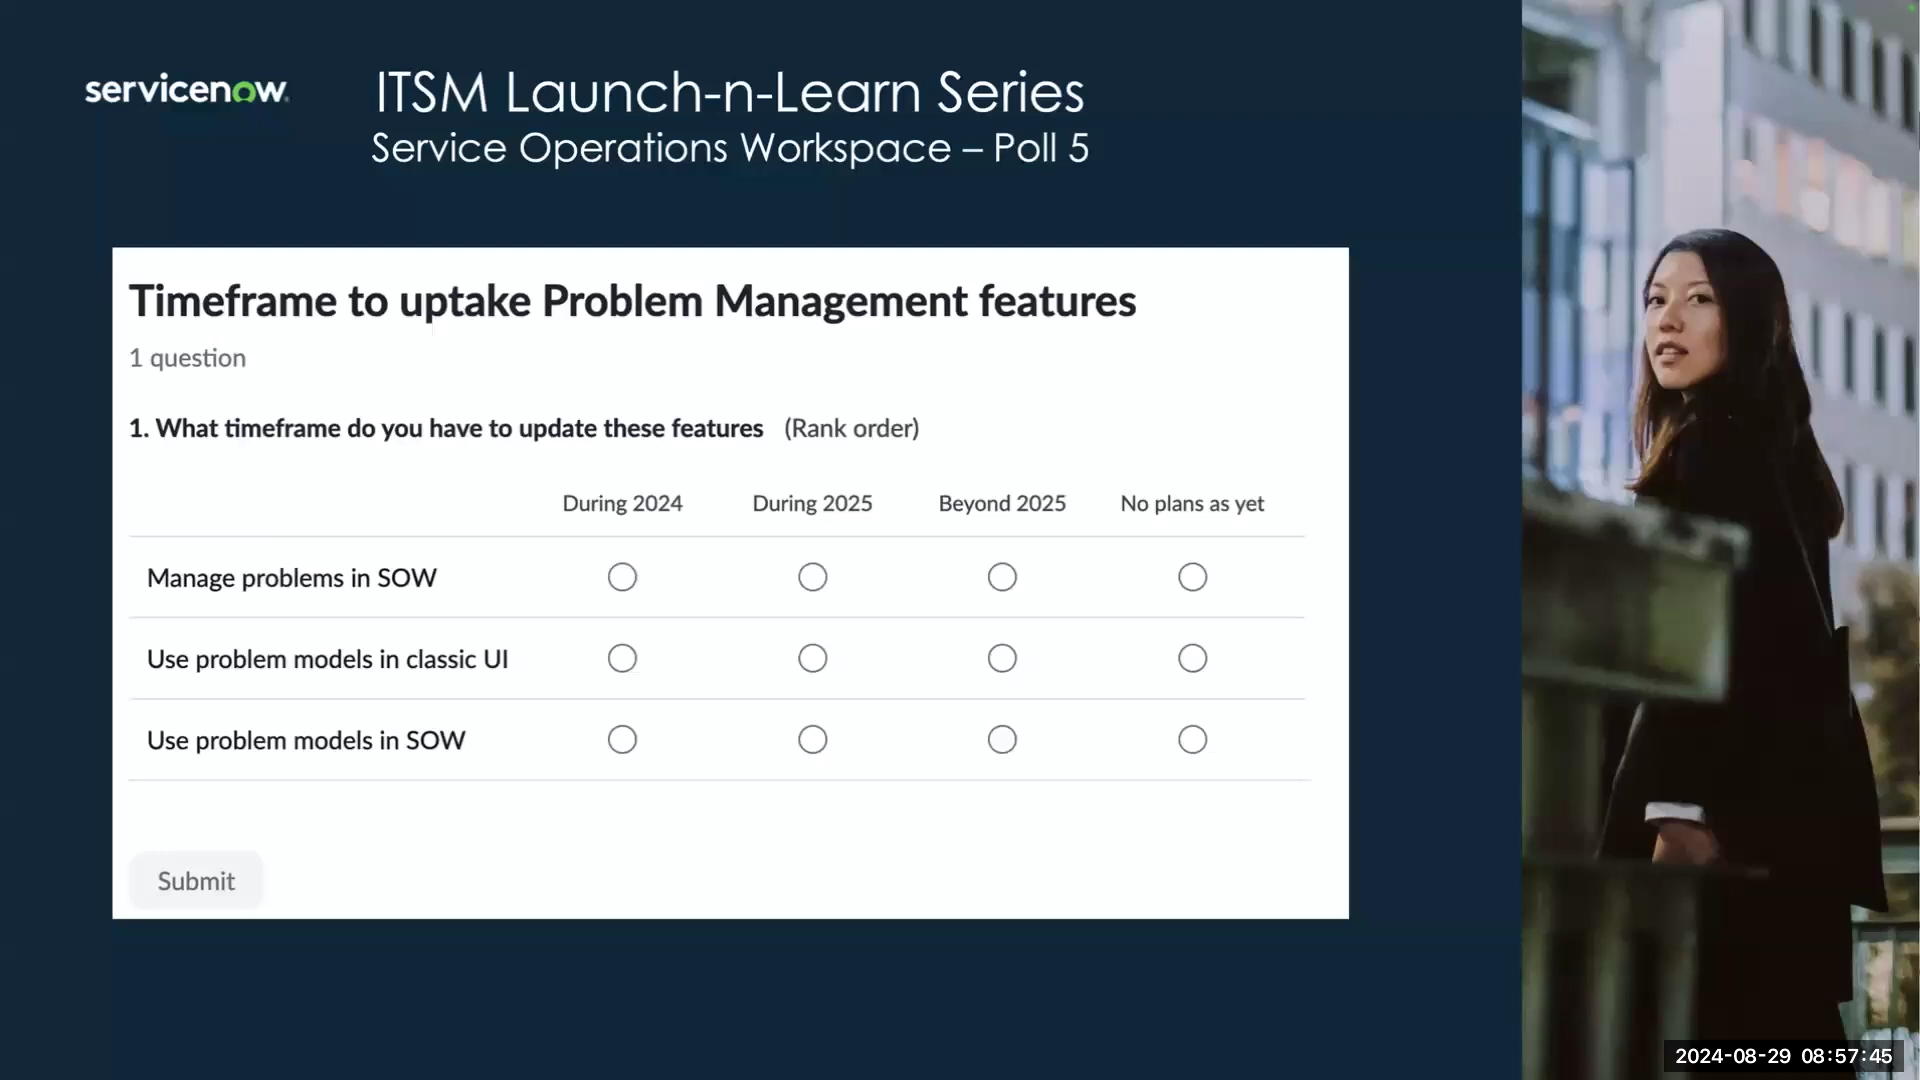 servicenow
ITSM Launch-n-Learn Series
Service Operations Workspace – Poll 5
Timeframe to uptake Problem Management features
1 question
1. What timeframe do you have to update these features (Rank order)
During 2024 During 2025 Beyond 2025 No plans as yet
Manage problems in SOW
Use problem models in classic UI
Use problem models in SOW
Submit
2024-08-29 08:57:45